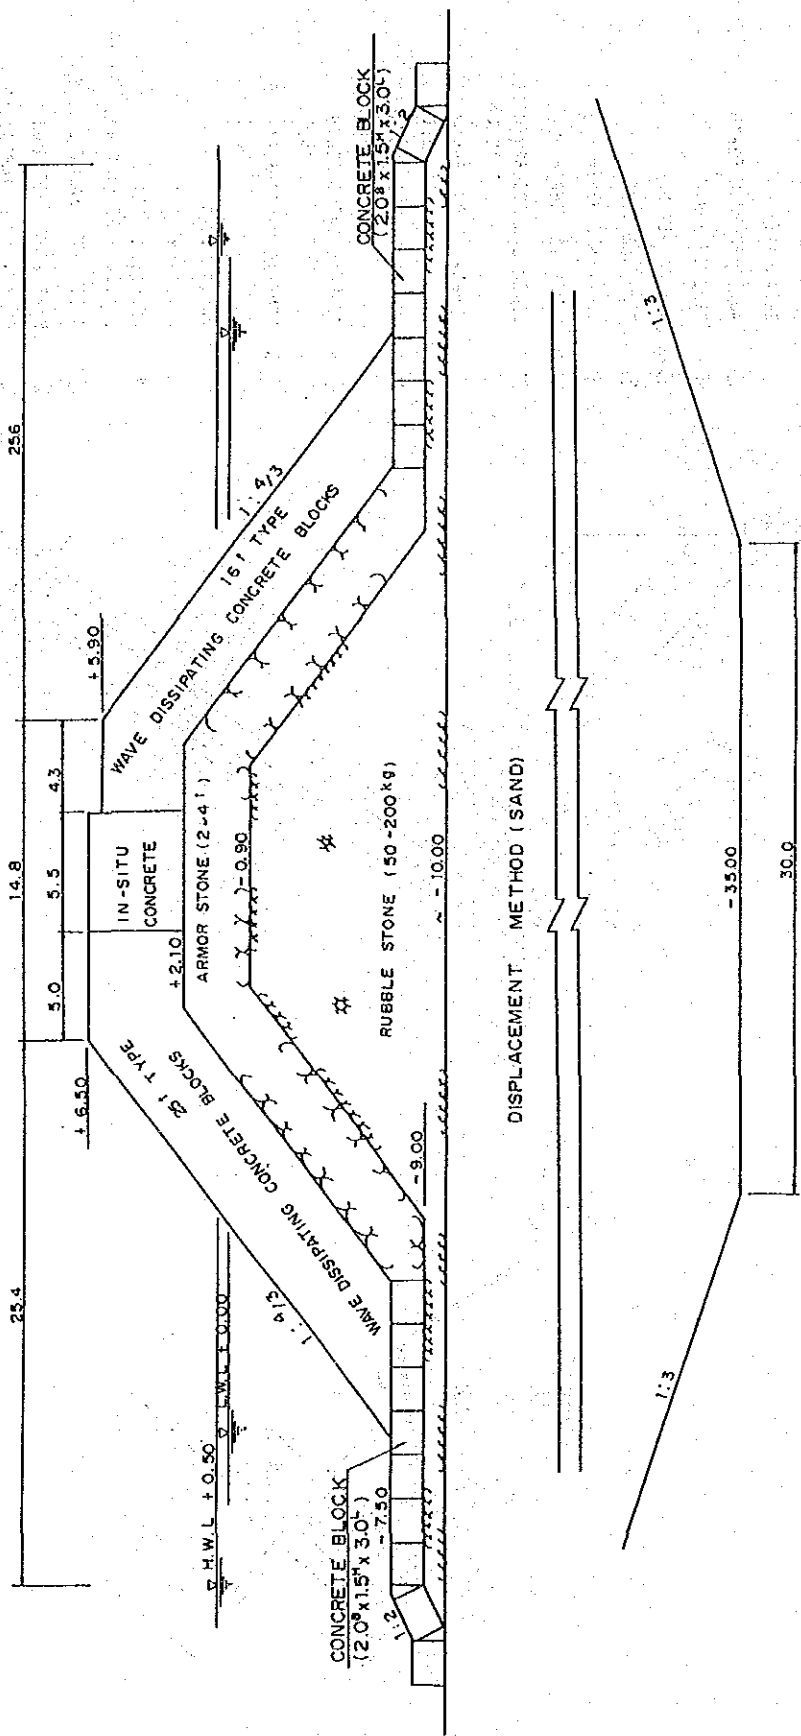 25.4
14.8
25.6
5.0
5.5
4.3
+6.50
+5.90
H.W.L +0.50
L.W.L ±0.00
25t TYPE
WAVE DISSIPATING CONCRETE BLOCKS
IN-SITU
CONCRETE
16t TYPE
WAVE DISSIPATING CONCRETE BLOCKS
1:4/3
1:4/3
+2.10
ARMOR STONE (2-4t)
-0.90
CONCRETE BLOCK
(2.0B x 1.5H x 3.0L)
-7.50
1:2
-9.00
RUBBLE STONE (50-200kg)
~ -10.00
CONCRETE BLOCK
(2.0B x 1.5H x 3.0L)
1:2
DISPLACEMENT METHOD (SAND)
1:3
1:3
-35.00
30.0